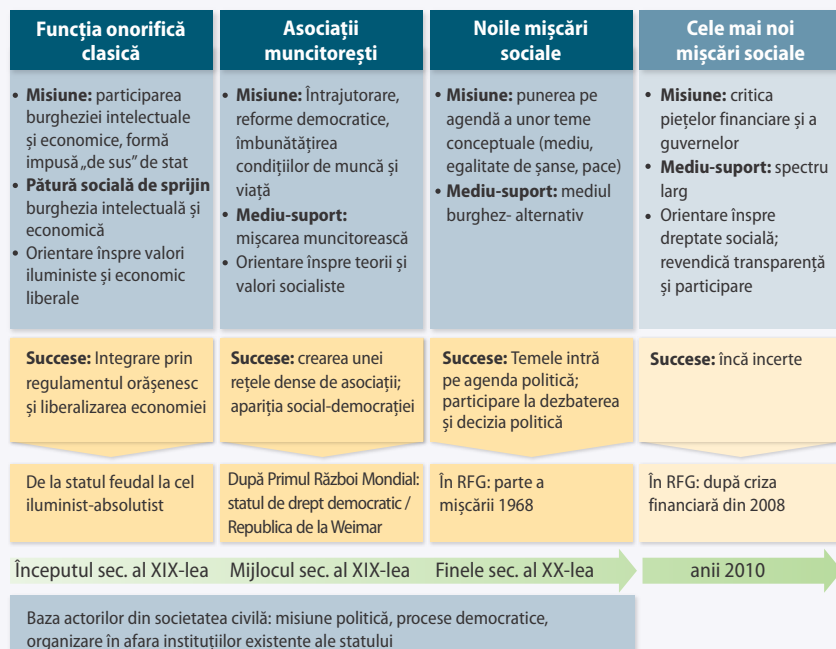 Funcția onorifică
clasică
• Misiune: participarea
burgheziei intelectuale
și economice, formă
impusă „de sus" de stat
• Pătură socială de sprijin
burghezia intelectuală și
economică
• Orientare înspre valori
iluministe și economic
liberale
Succese: Integrare prin
regulamentul orășenesc
și liberalizarea economiei
De la statul feudal la cel
iluminist-absolutist
Începutul sec. al XIX-lea
Asociații
muncitorești
• Misiune: Întrajutorare,
reforme democratice,
îmbunătățirea
condițiilor de muncă și
viață
• Mediu-suport:
mișcarea muncitorească
• Orientare înspre teorii și
valori socialiste
Succese: crearea unei
rețele dense de asociații;
apariția social-democrației
După Primul Război Mondial:
statul de drept democratic /
Republica de la Weimar
Mijlocul sec. al XIX-lea
Noile mișcări
sociale
• Misiune: punerea pe
agendă a unor teme
conceptuale (mediu,
egalitate de șanse, pace)
• Mediu-suport: mediul
burghez- alternativ
Succese: Temele intră
pe agenda politică;
participare la dezbaterea
și decizia politică
În RFG: parte a
mișcării 1968
Finele sec. al XX-lea
Cele mai noi
mișcări sociale
• Misiune: critica
piețelor financiare și a
guvernelor
• Mediu-suport: spectru
larg
• Orientare înspre
dreptate socială;
revendică transparență
și participare
Succese: încă incerte
În RFG: după criza
financiară din 2008
anii 2010
Baza actorilor din societatea civilă: misiune politică, procese democratice,
organizare în afara instituțiilor existente ale statului